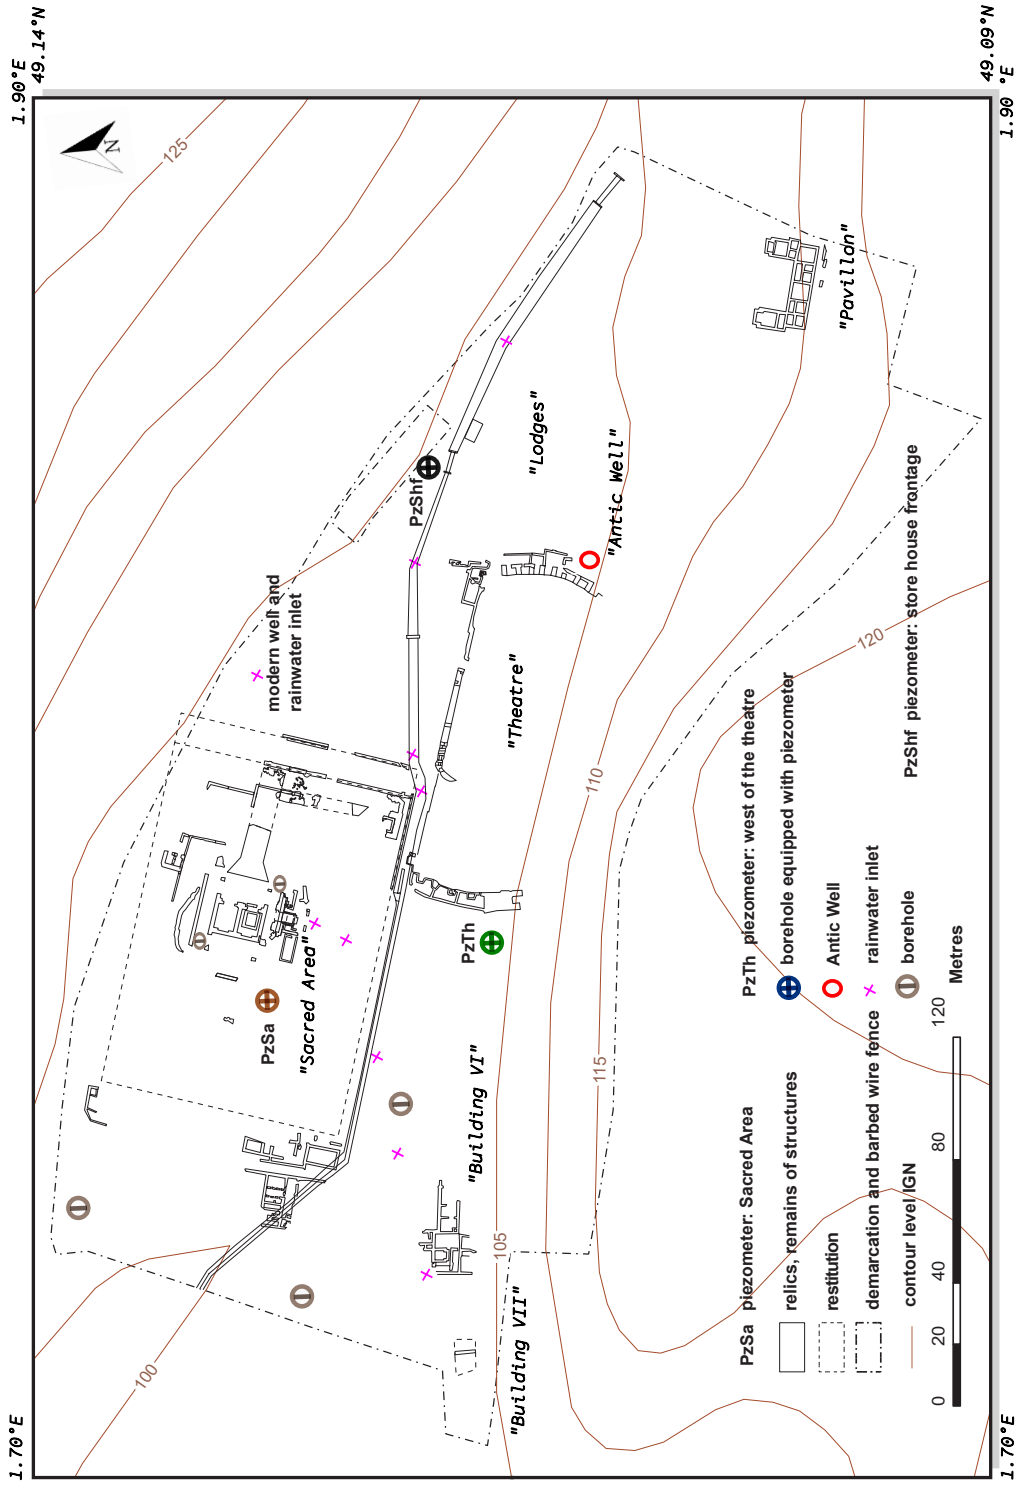 1.90°E
49.14°N
49.09°N
1.90 °E
1.70°E
1.70°E
N
125
"Pavillon"
"Lodges"
"Antic Well"
PzShf
modern well and
rainwater inlet
"Theatre"
110
120
PzTh
PzSa
"Sacred Area"
"Building VI"
105
115
"Building VII"
100
PzSa piezometer: Sacred Area
relics, remains of structures
restitution
demarcation and barbed wire fence
contour level IGN
PzTh piezometer: west of the theatre
borehole equipped with piezometer
Antic Well
rainwater inlet
borehole
PzShf piezometer: store house frontage
0 20 40 80 120
Metres